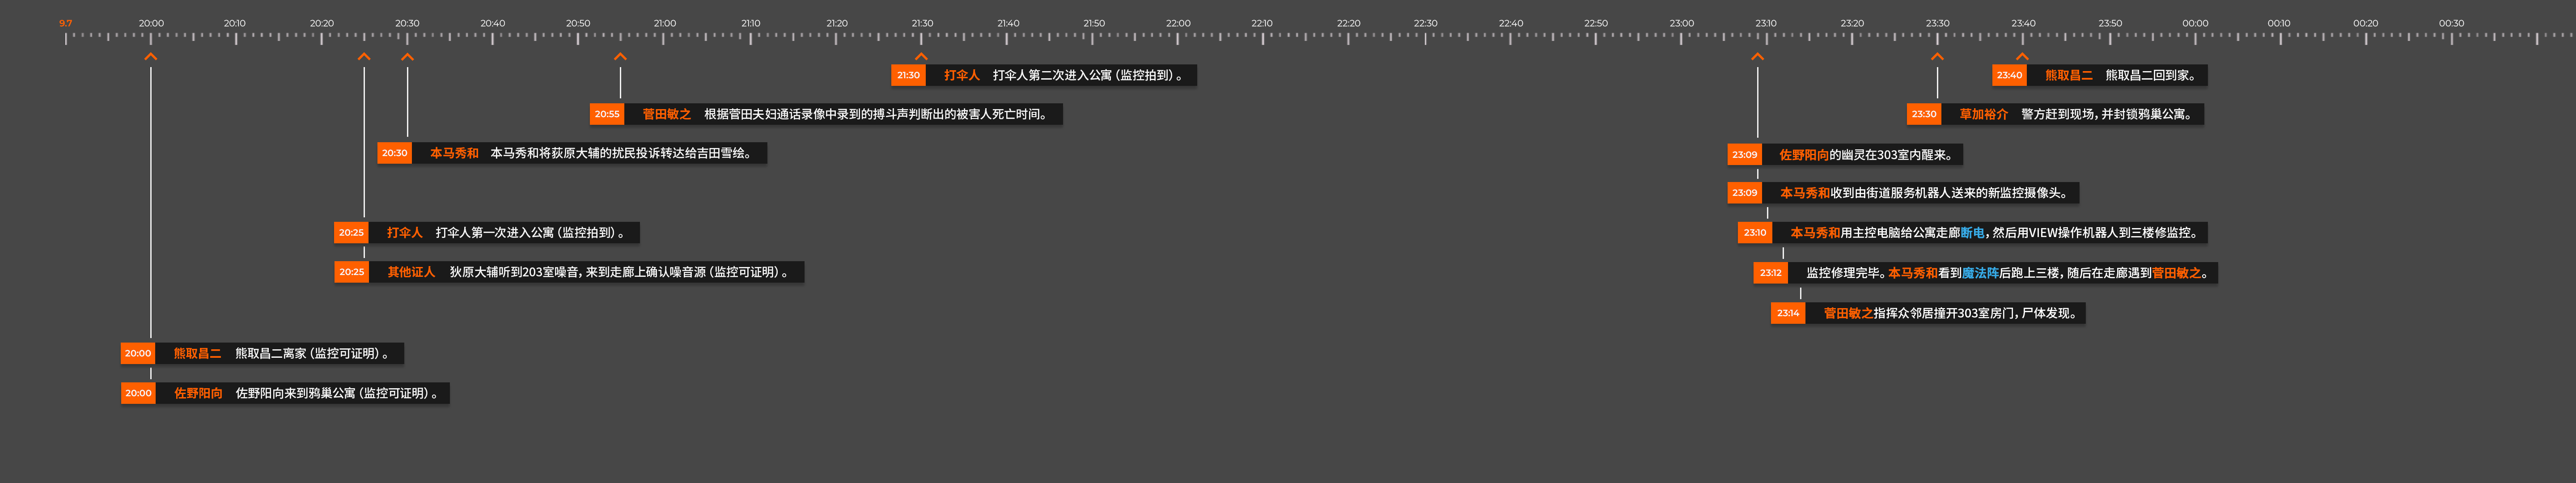 9.7 20:00 20:10 20:20 20:30 20:40 20:50 21:00 21:10 21:20 21:30 21:40 21:50 22:00 22:10 22:20 22:30 22:40 22:50 23:00 23:10 23:20 23:30 23:40 23:50 00:00 00:10 00:20 00:30
21:30 打伞人 打伞人第二次进入公寓（监控拍到）。
23:40 熊取昌二 熊取昌二回到家。
20:55 菅田敏之 根据菅田夫妇通话录像中录到的搏斗声判断出的被害人死亡时间。
23:30 草加裕介 警方赶到现场，并封锁鸦巢公寓。
20:30 本马秀和 本马秀和将荻原大辅的扰民投诉转达给吉田雪绘。
23:09 佐野阳向的幽灵在303室内醒来。
23:09 本马秀和收到由街道服务机器人送来的新监控摄像头。
20:25 打伞人 打伞人第一次进入公寓（监控拍到）。
23:10 本马秀和用主控电脑给公寓走廊断电，然后用VIEW操作机器人到三楼修监控。
20:25 其他证人 狄原大辅听到203室噪音，来到走廊上确认噪音源（监控可证明）。
23:12 监控修理完毕。本马秀和看到魔法阵后跑上三楼，随后在走廊遇到菅田敏之。
23:14 菅田敏之指挥众邻居撞开303室房门，尸体发现。
20:00 熊取昌二 熊取昌二离家（监控可证明）。
20:00 佐野阳向 佐野阳向来到鸦巢公寓（监控可证明）。